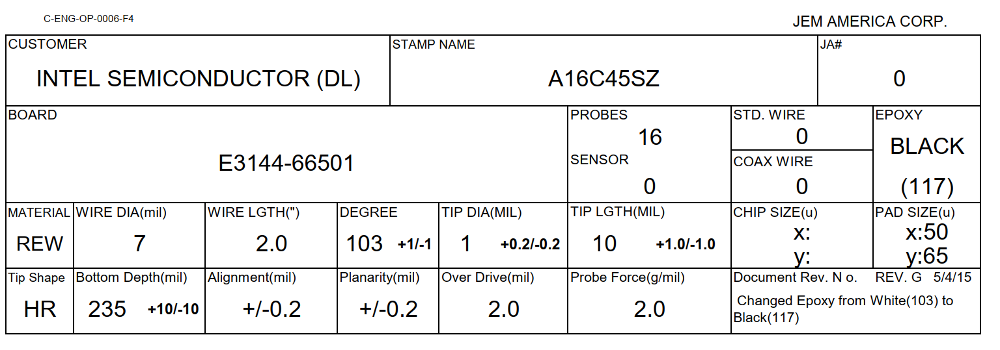 C-ENG-OP-0006-F4
JEM AMERICA CORP.
CUSTOMER
INTEL SEMICONDUCTOR (DL)
STAMP NAME
A16C45SZ
JA#
0
BOARD
E3144-66501
PROBES
16
SENSOR
0
STD. WIRE
0
COAX WIRE
0
EPOXY
BLACK
(117)
MATERIAL
REW
WIRE DIA(mil)
7
WIRE LGTH(")
2.0
DEGREE
103 +1/-1
TIP DIA(MIL)
1 +0.2/-0.2
TIP LGTH(MIL)
10 +1.0/-1.0
CHIP SIZE(u)
x:
y:
PAD SIZE(u)
x:50
y:65
Tip Shape
HR
Bottom Depth(mil)
235 +10/-10
Alignment(mil)
+/-0.2
Planarity(mil)
+/-0.2
Over Drive(mil)
2.0
Probe Force(g/mil)
2.0
Document Rev. N o. REV. G 5/4/15
Changed Epoxy from White(103) to
Black(117)